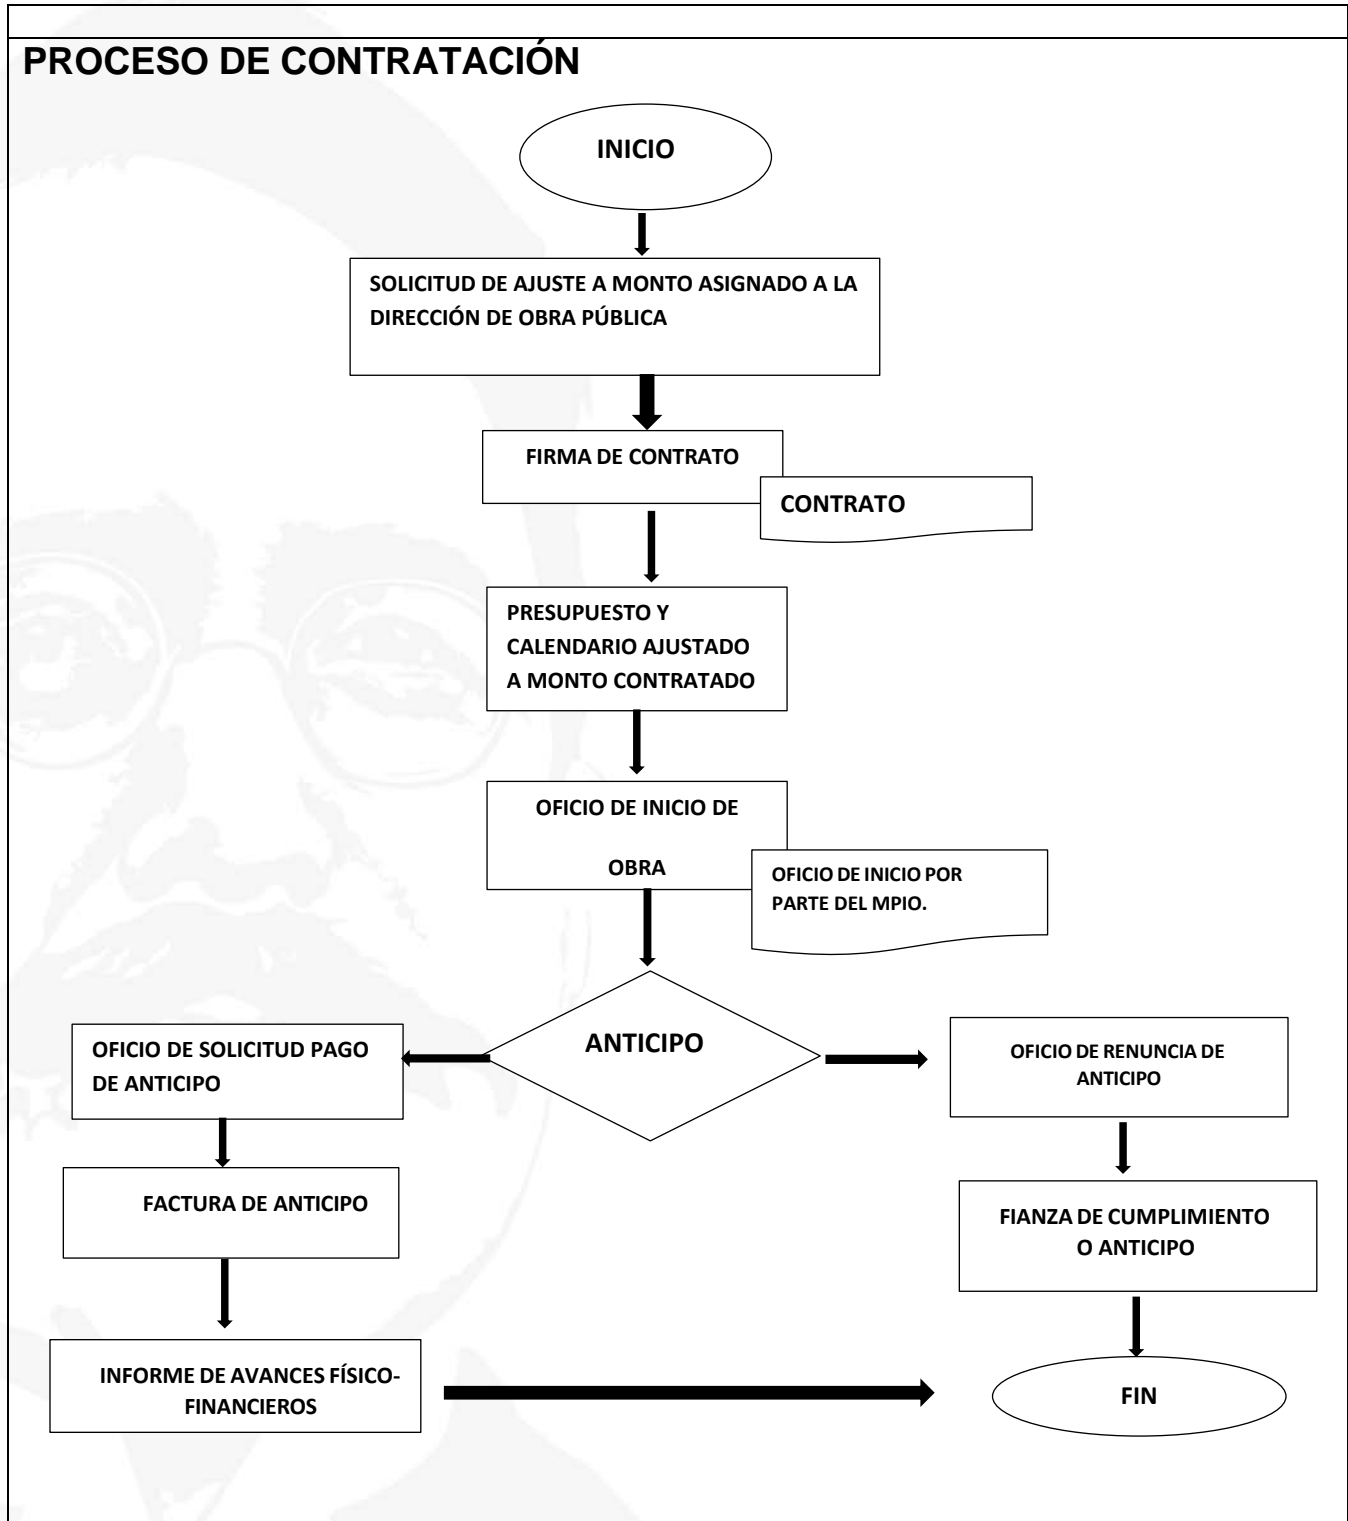 PROCESO DE CONTRATACIÓN
INICIO
SOLICITUD DE AJUSTE A MONTO ASIGNADO A LA
DIRECCIÓN DE OBRA PÚBLICA
FIRMA DE CONTRATO
CONTRATO
PRESUPUESTO Y
CALENDARIO AJUSTADO
A MONTO CONTRATADO
OFICIO DE INICIO DE
OBRA
OFICIO DE INICIO POR
PARTE DEL MPIO.
ANTICIPO
OFICIO DE SOLICITUD PAGO
DE ANTICIPO
FACTURA DE ANTICIPO
INFORME DE AVANCES FÍSICO-
FINANCIEROS
OFICIO DE RENUNCIA DE
ANTICIPO
FIANZA DE CUMPLIMIENTO
O ANTICIPO
FIN